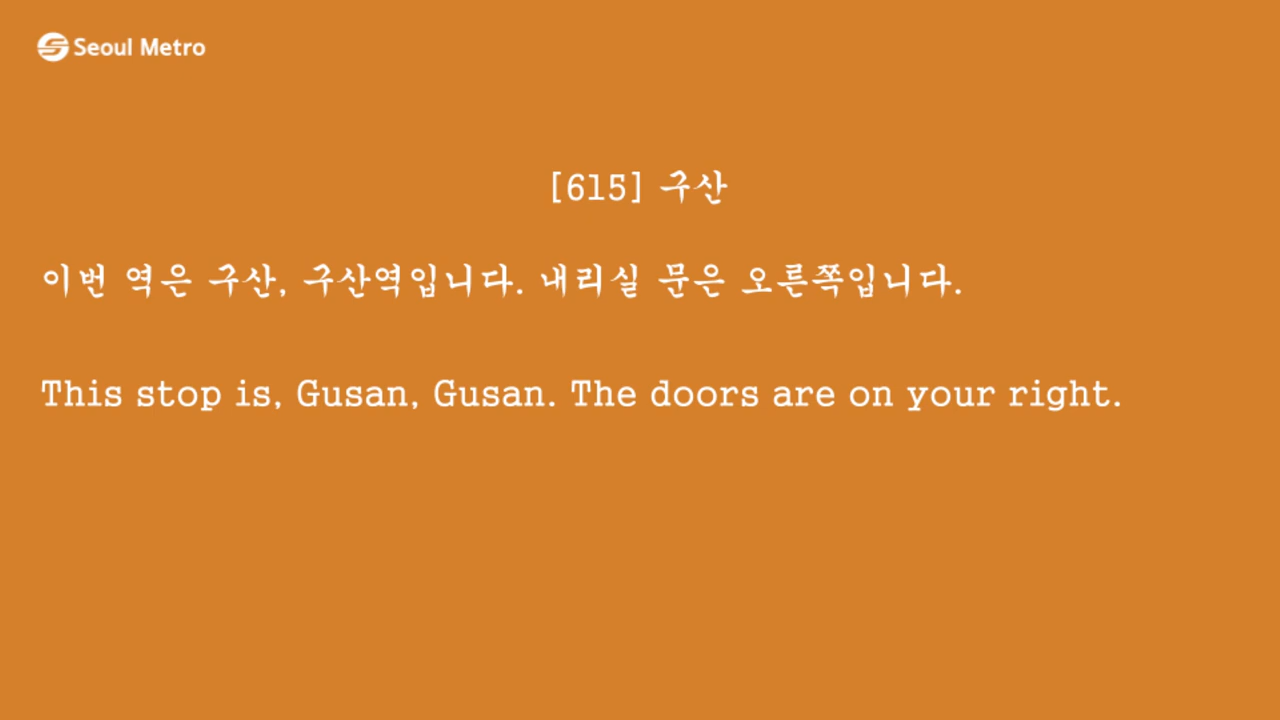 Seoul Metro
[615] 구산
이번 역은 구산, 구산역입니다. 내리실 문은 오른쪽입니다.
This stop is, Gusan, Gusan. The doors are on your right.